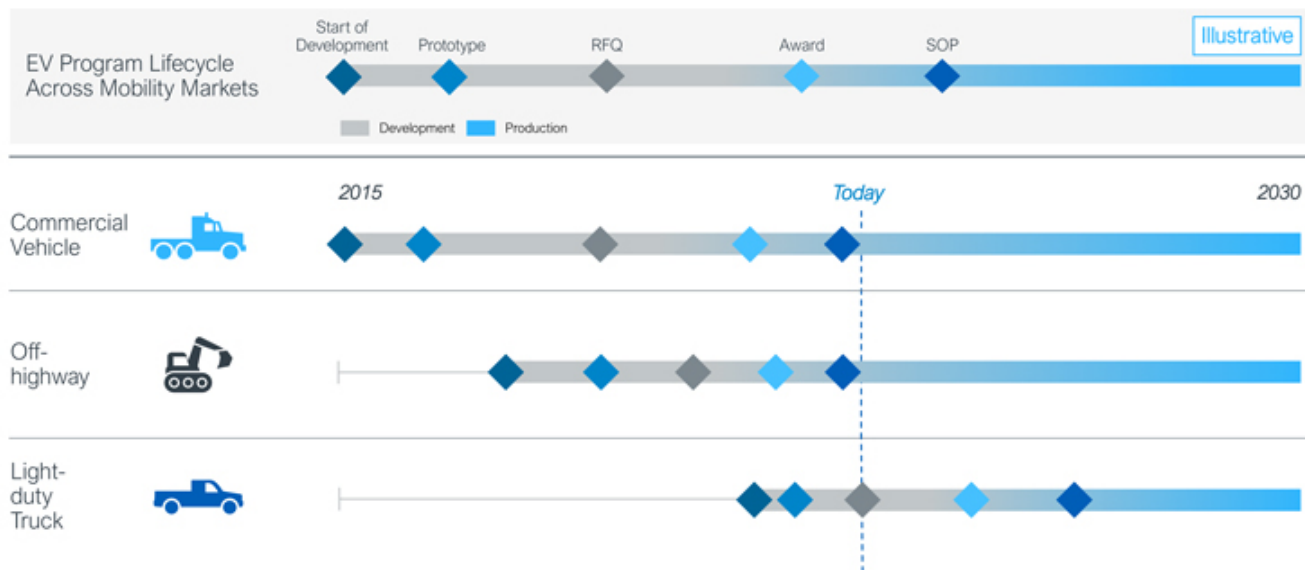 Start of
Development
Prototype
RFQ
Award
SOP
Illustrative
EV Program Lifecycle
Across Mobility Markets
Development
Production
2015
Today
2030
Commercial
Vehicle
Off-
highway
Light-
duty
Truck